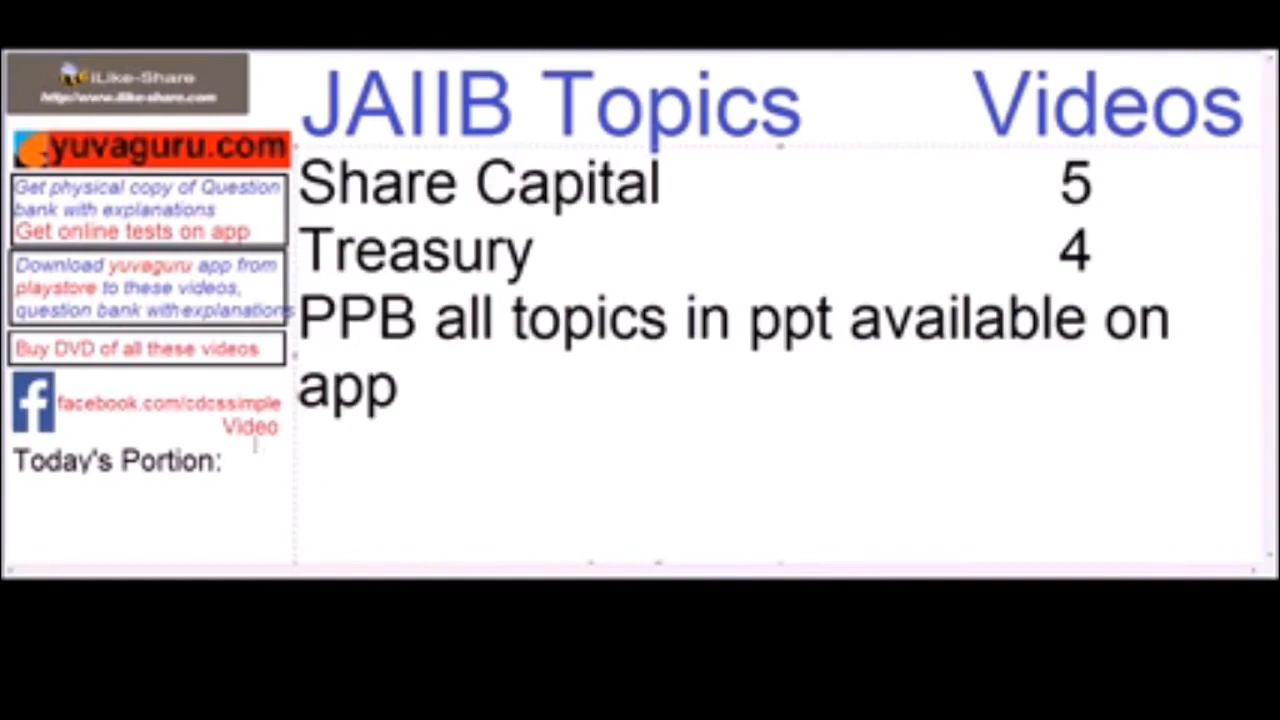 iLike-Share
http://www.ilike-share.com
yuvaguru.com
Get physical copy of Question
bank with explanations
Get online tests on app
Download yuvaguru app from
playstore to these videos,
question bank with explanations
Buy DVD of all these videos
facebook.com/cdcssimple
Video
Today's Portion:
JAIIB Topics Videos
Share Capital 5
Treasury 4
PPB all topics in ppt available on
app